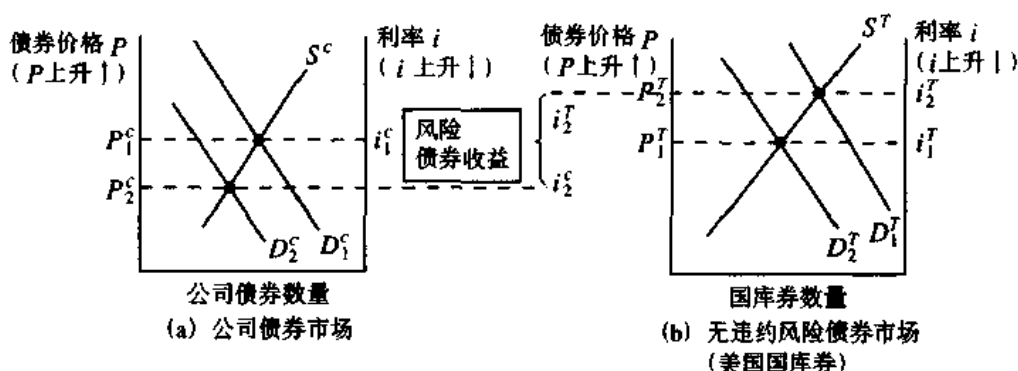 债券价格 P
(P上升↑)
利率 i
(i 上升↓)
S^c
P_1^c
P_2^c
i_1^c
D_2^c
D_1^c
公司债券数量
(a) 公司债券市场
风险
债券收益
i_2^T
i_2^c
债券价格 P
(P上升↑)
利率 i
(i上升↓)
S^T
P_2^T
P_1^T
i_2^T
i_1^T
D_2^T
D_1^T
国库券数量
(b) 无违约风险债券市场
(美国国库券)